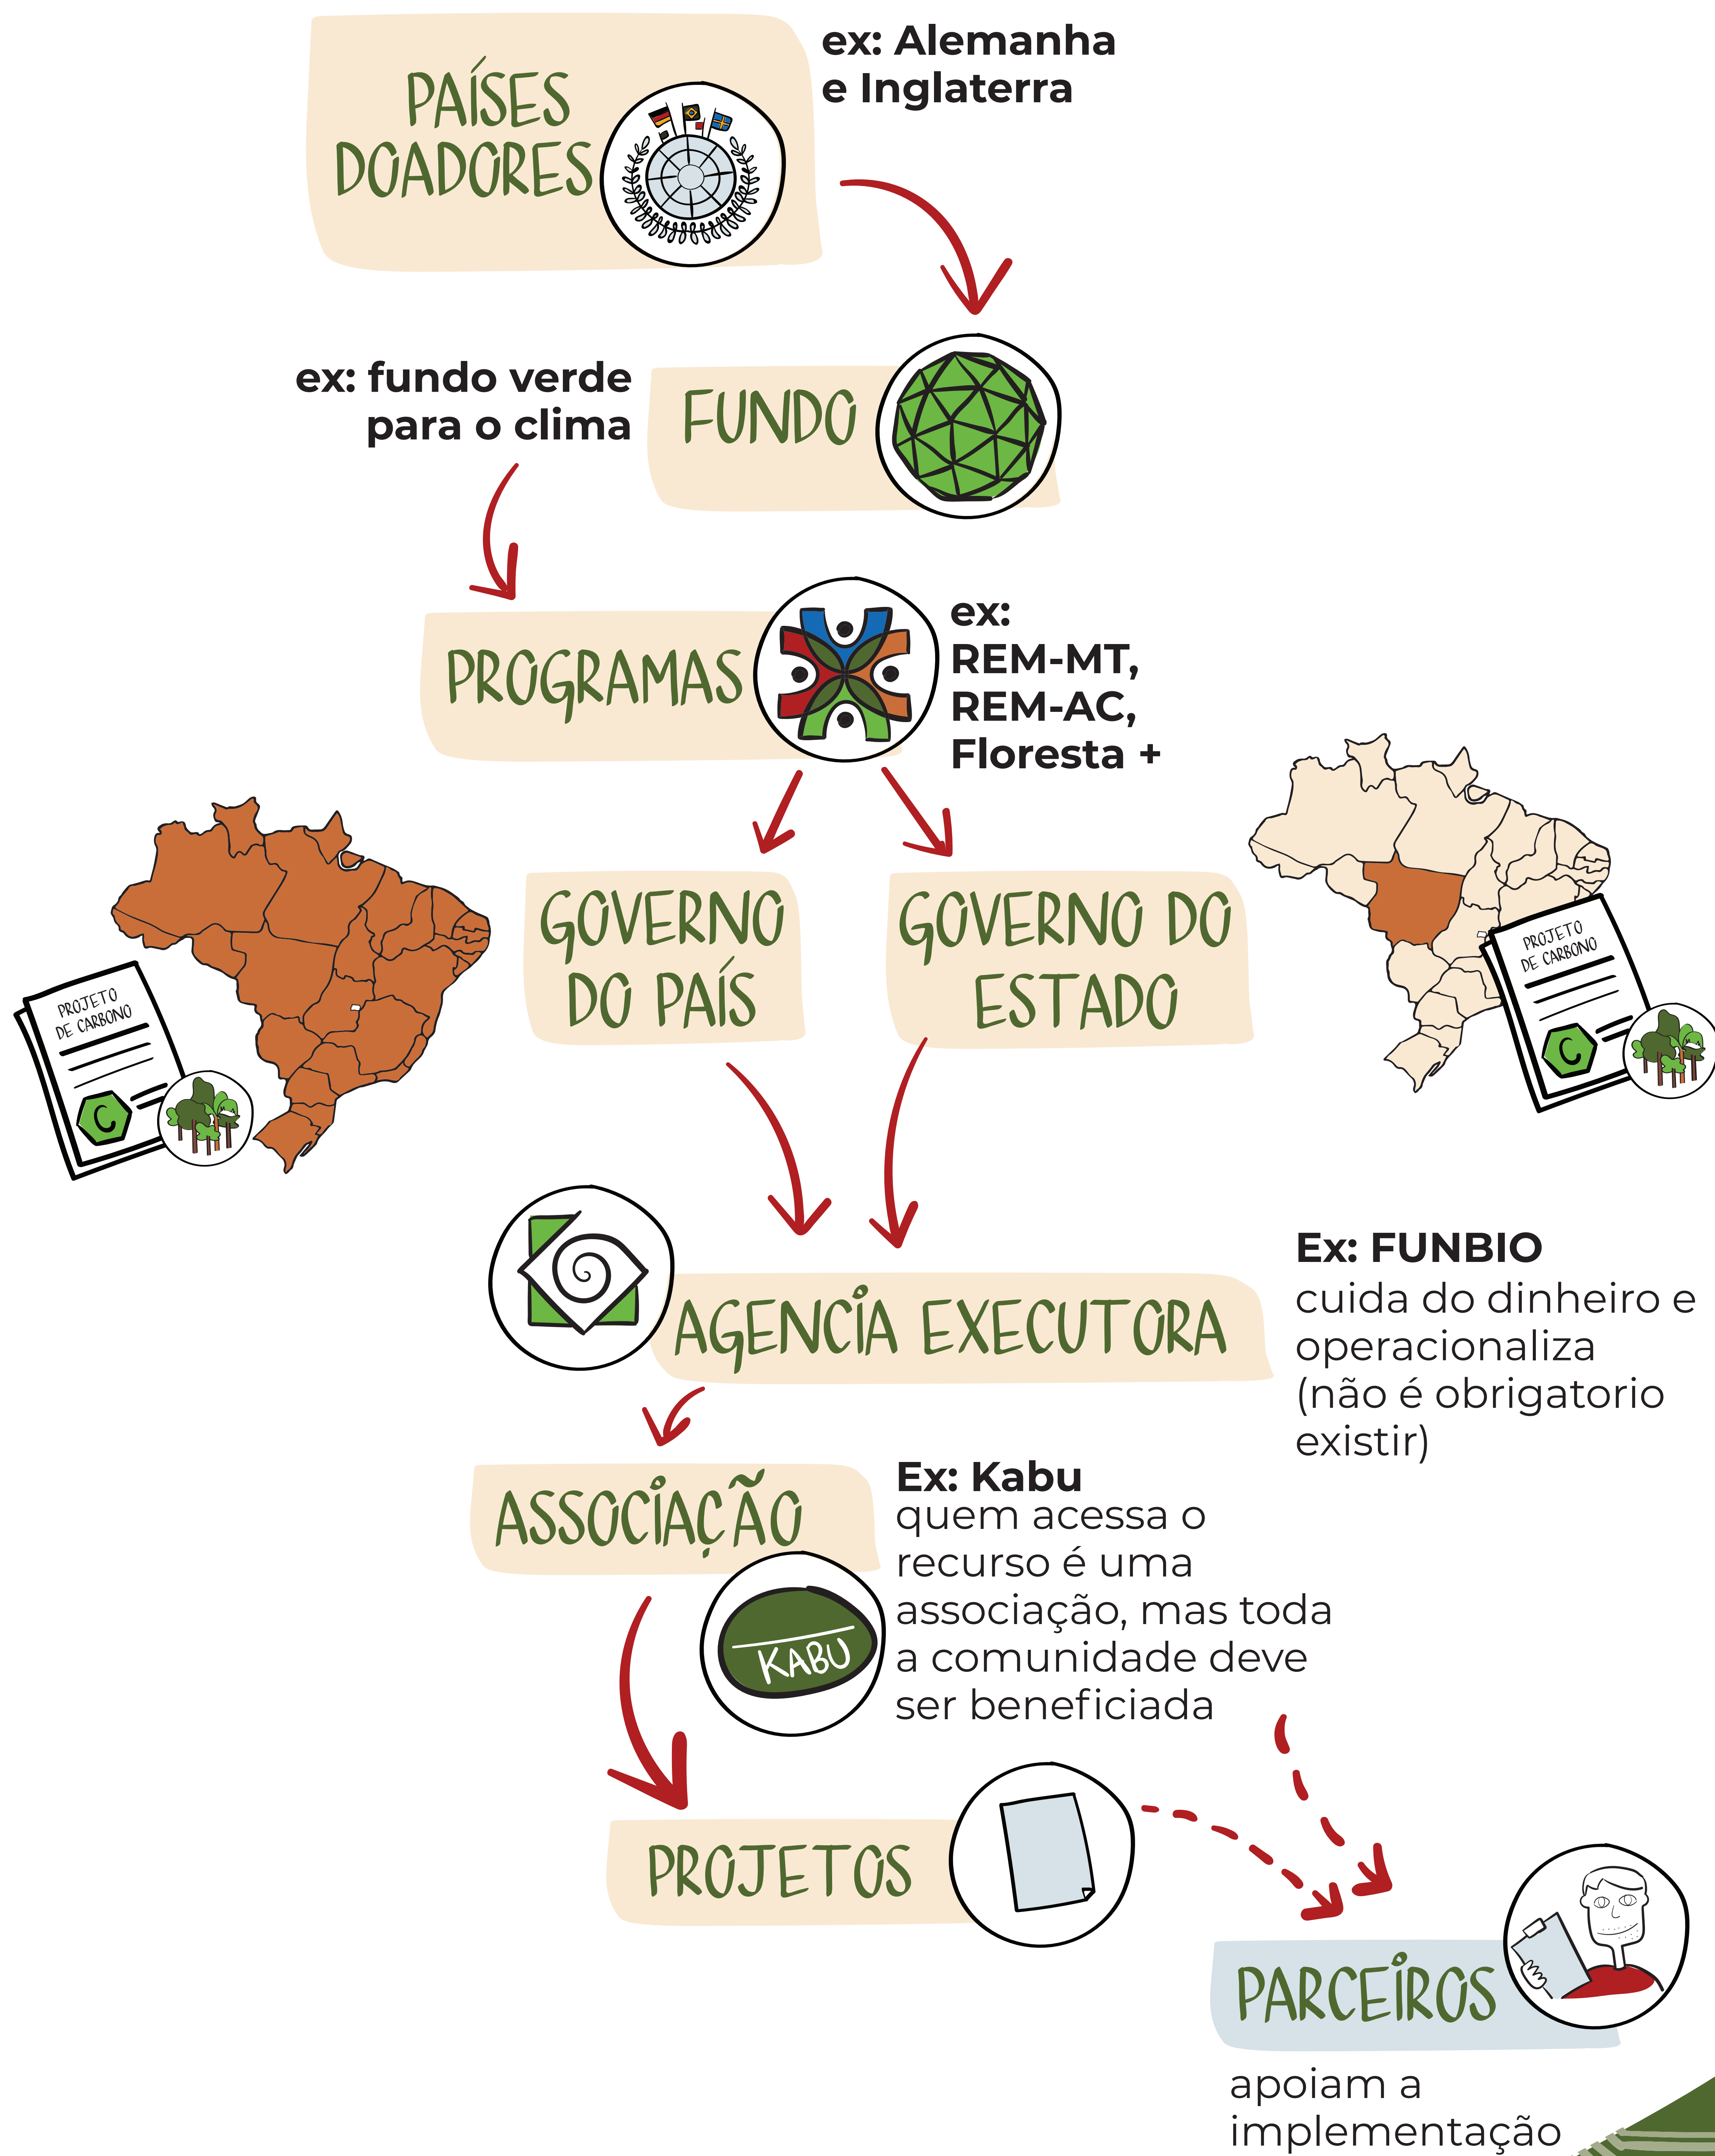 PAÍSES
DOADORES
ex: Alemanha
e Inglaterra
ex: fundo verde
para o clima
FUNDO
PROGRAMAS
ex:
REM-MT,
REM-AC,
Floresta +
GOVERNO
DO PAÍS
GOVERNO DO
ESTADO
PROJETO
DE CARBONO
C
PROJETO
DE CARBONO
C
AGENCIA EXECUTORA
Ex: FUNBIO
cuida do dinheiro e
operacionaliza
(não é obrigatorio
existir)
ASSOCIAÇÃO
KABU
Ex: Kabu
quem acessa o
recurso é uma
associação, mas toda
a comunidade deve
ser beneficiada
PROJETOS
PARCEIROS
apoiam a
implementação